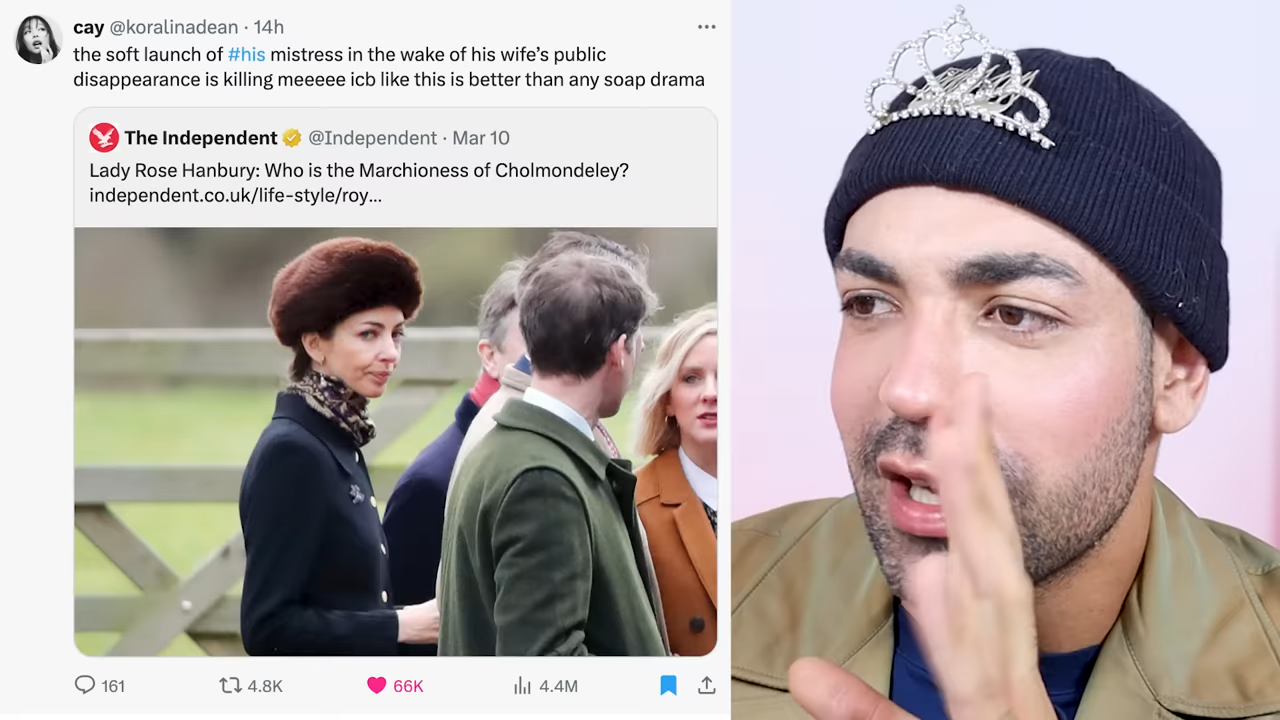 cay @koralinadean · 14h
the soft launch of #his mistress in the wake of his wife’s public
disappearance is killing meeeee icb like this is better than any soap drama
The Independent @Independent · Mar 10
Lady Rose Hanbury: Who is the Marchioness of Cholmondeley?
independent.co.uk/life-style/roy...
161 4.8K 66K 4.4M